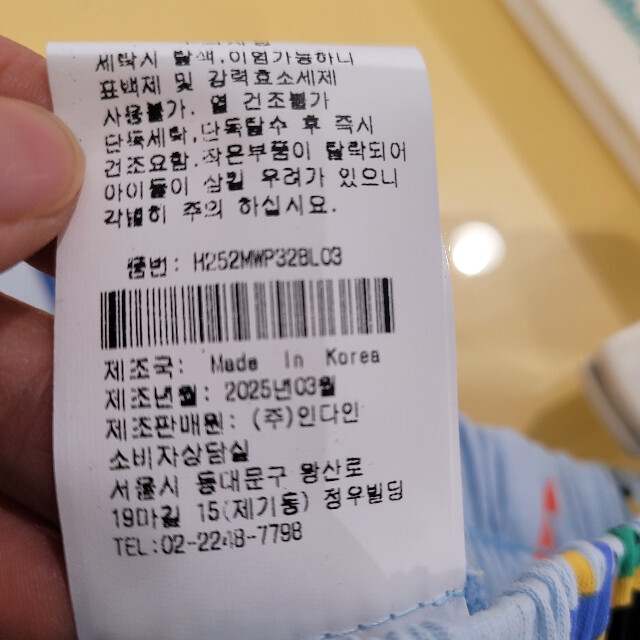 세탁시 탈색,이염가능하니
표백제 및 강력효소세제
사용불가. 열 건조불가
단독세탁,단독탈수 후 즉시
건조요함.작은부품이 탈락되어
아이들이 삼킬 우려가 있으니
각별히 주의 하십시요.
품번: H252MWP32BL03
제조국: Made in Korea
제조년월: 2025년03월
제조판매원: (주)인다인
소비자상담실
서울시 동대문구 왕산로
19마길 15(제기동) 정우빌딩
TEL:02-2248-7798